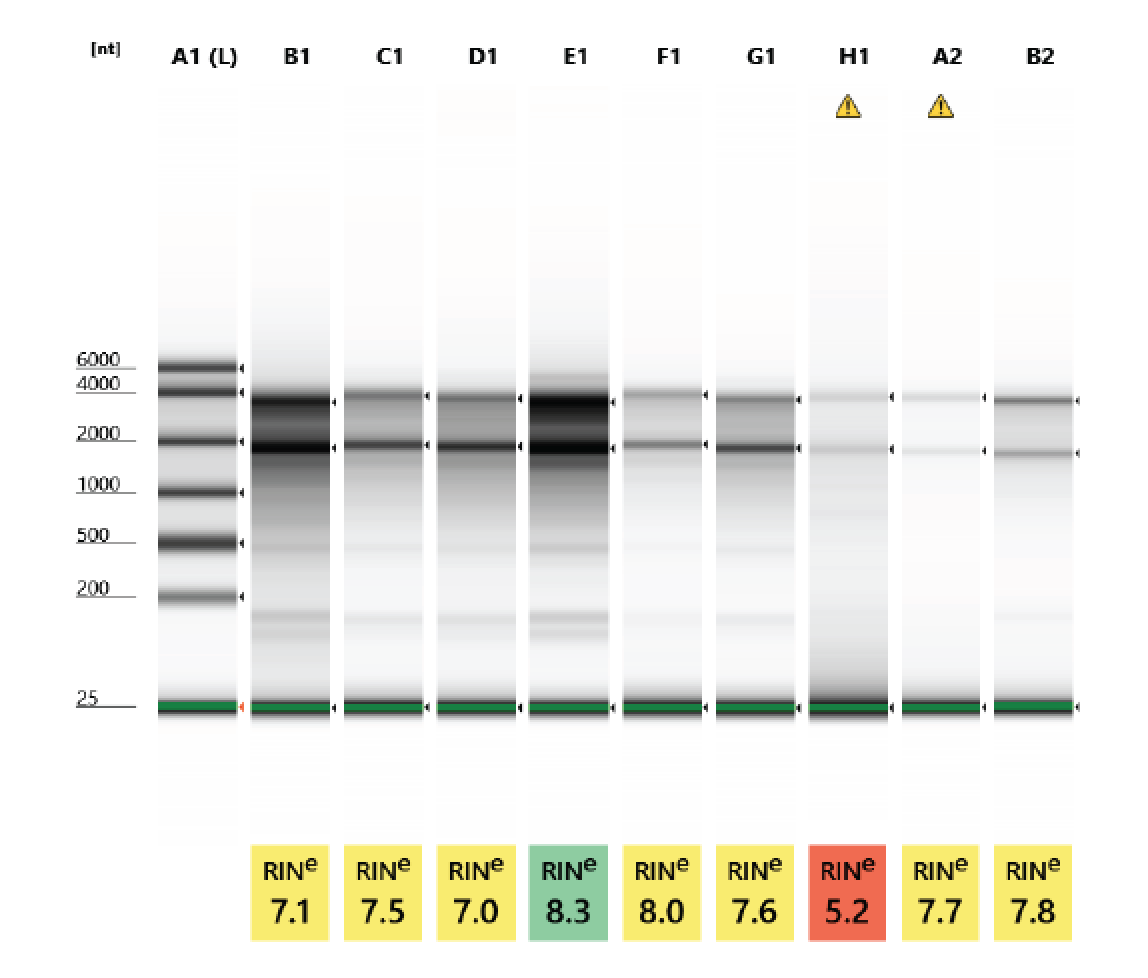 [nt] A1 (L) B1 C1 D1 E1 F1 G1 H1 A2 B2
6000
4000
2000
1000
500
200
25
RINe RINe RINe RINe RINe RINe RINe RINe RINe
7.1 7.5 7.0 8.3 8.0 7.6 5.2 7.7 7.8